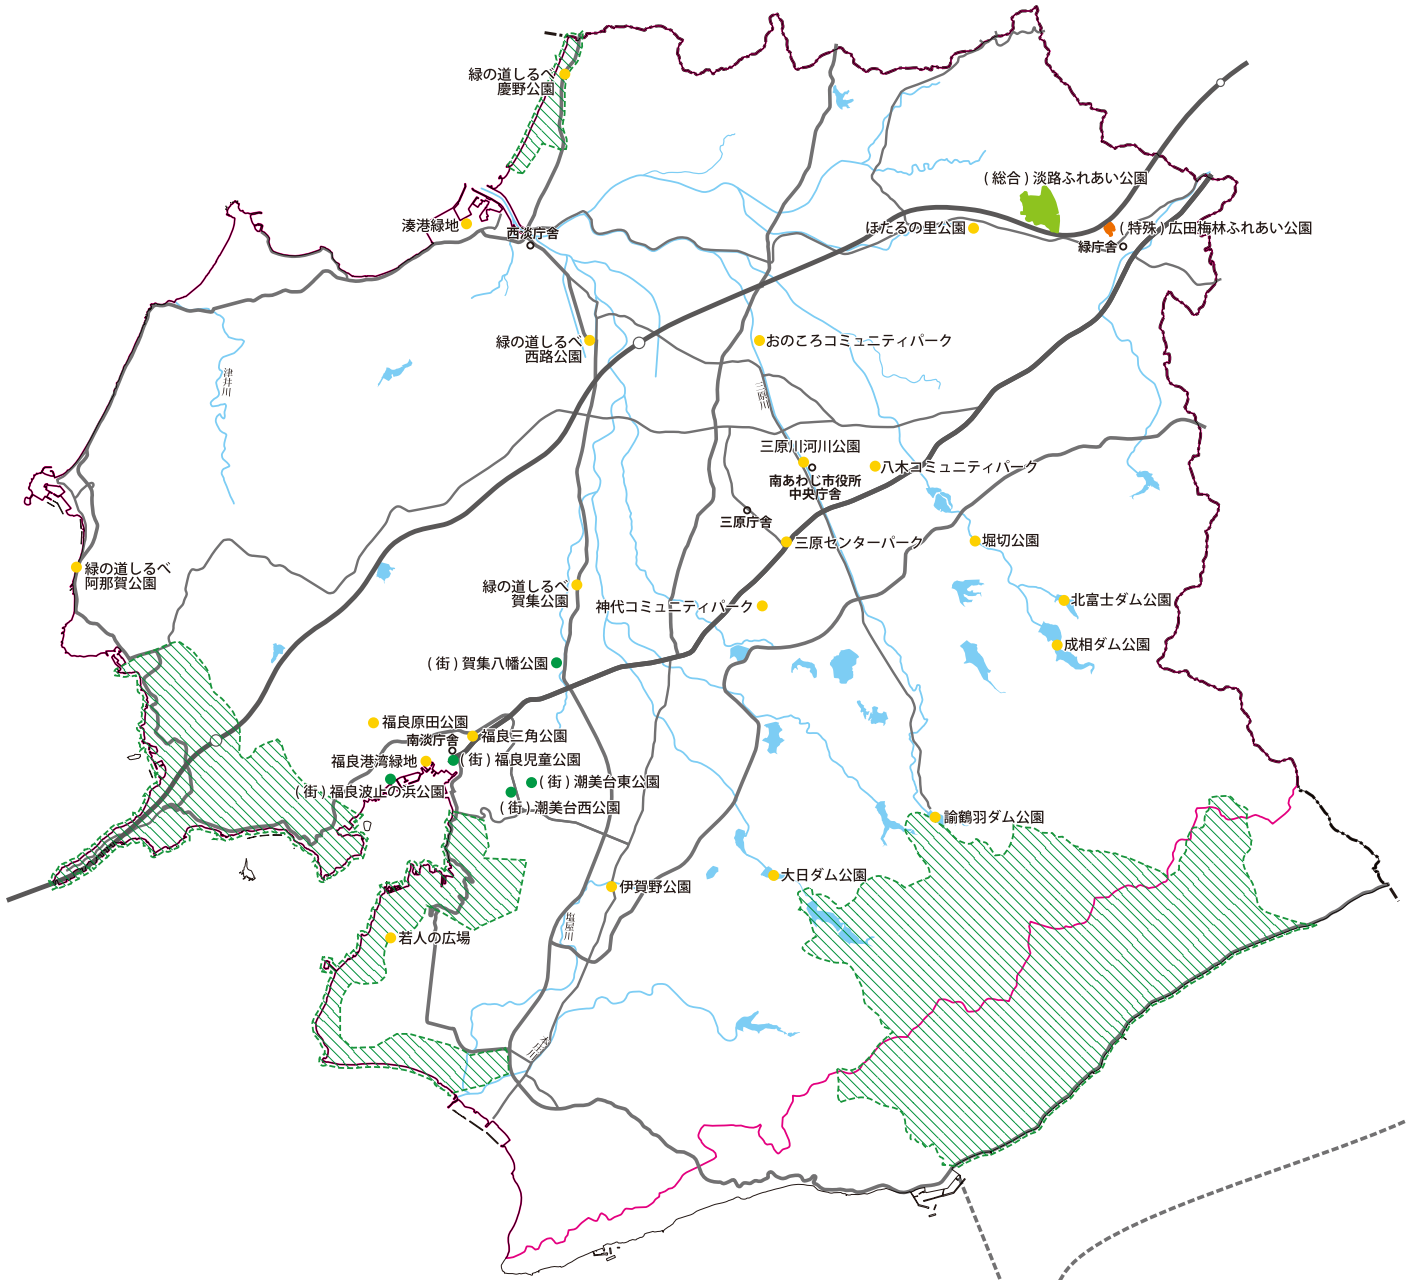 緑の道しるべ
慶野公園
(総合)淡路ふれあい公園
湊港緑地
西淡庁舎
ほたるの里公園
(特殊)広田梅林ふれあい公園
緑庁舎
緑の道しるべ
西路公園
おのころコミュニティパーク
津井川
三原川
三原川河川公園
八木コミュニティパーク
南あわじ市役所
中央庁舎
三原庁舎
三原センターパーク
堀切公園
緑の道しるべ
阿那賀公園
緑の道しるべ
賀集公園
神代コミュニティパーク
北富士ダム公園
成相ダム公園
(街)賀集八幡公園
福良原田公園
南淡庁舎
福良三角公園
福良港湾緑地
(街)福良児童公園
(街)潮美台東公園
(街)福良波止の浜公園
(街)潮美台西公園
諭鶴羽ダム公園
大日ダム公園
伊賀野公園
塩屋川
若人の広場